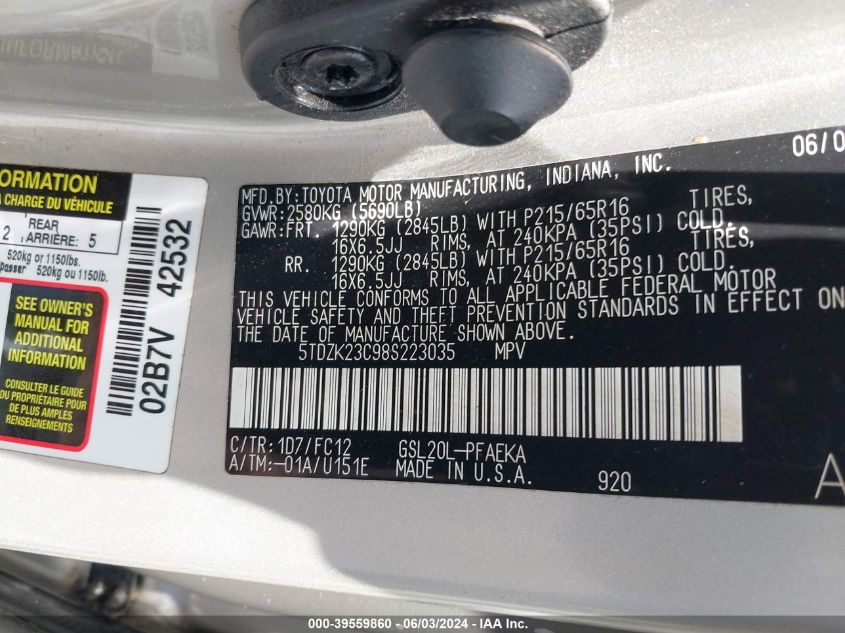 ORMATION
A CHARGE DU VÉHICULE
2 REAR
ARRIÈRE: 5
520kg or 1150lbs.
passer 520kg ou 1150lb.
SEE OWNER'S
MANUAL FOR
ADDITIONAL
INFORMATION
CONSULTER LE GUIDE
DU PROPRIÉTAIRE POUR
DE PLUS AMPLES
RENSEIGNEMENTS
02B7V 42532
06/0
MFD.BY:TOYOTA MOTOR MANUFACTURING, INDIANA, INC.
GVWR:2580KG (5690LB)
GAWR:FRT. 1290KG (2845LB) WITH P215/65R16 TIRES,
16X6.5JJ RIMS, AT 240KPA (35PSI) COLD.
RR. 1290KG (2845LB) WITH P215/65R16 TIRES,
16X6.5JJ RIMS, AT 240KPA (35PSI) COLD.
THIS VEHICLE CONFORMS TO ALL APPLICABLE FEDERAL MOTOR
VEHICLE SAFETY AND THEFT PREVENTION STANDARDS IN EFFECT ON
THE DATE OF MANUFACTURE SHOWN ABOVE.
5TDZK23C98S223035 MPV
C/TR:1D7/FC12 GSL20L-PFAEKA
A/TM:-01A/U151E MADE IN U.S.A.
920
A
000-39559860 - 06/03/2024 - IAA Inc.